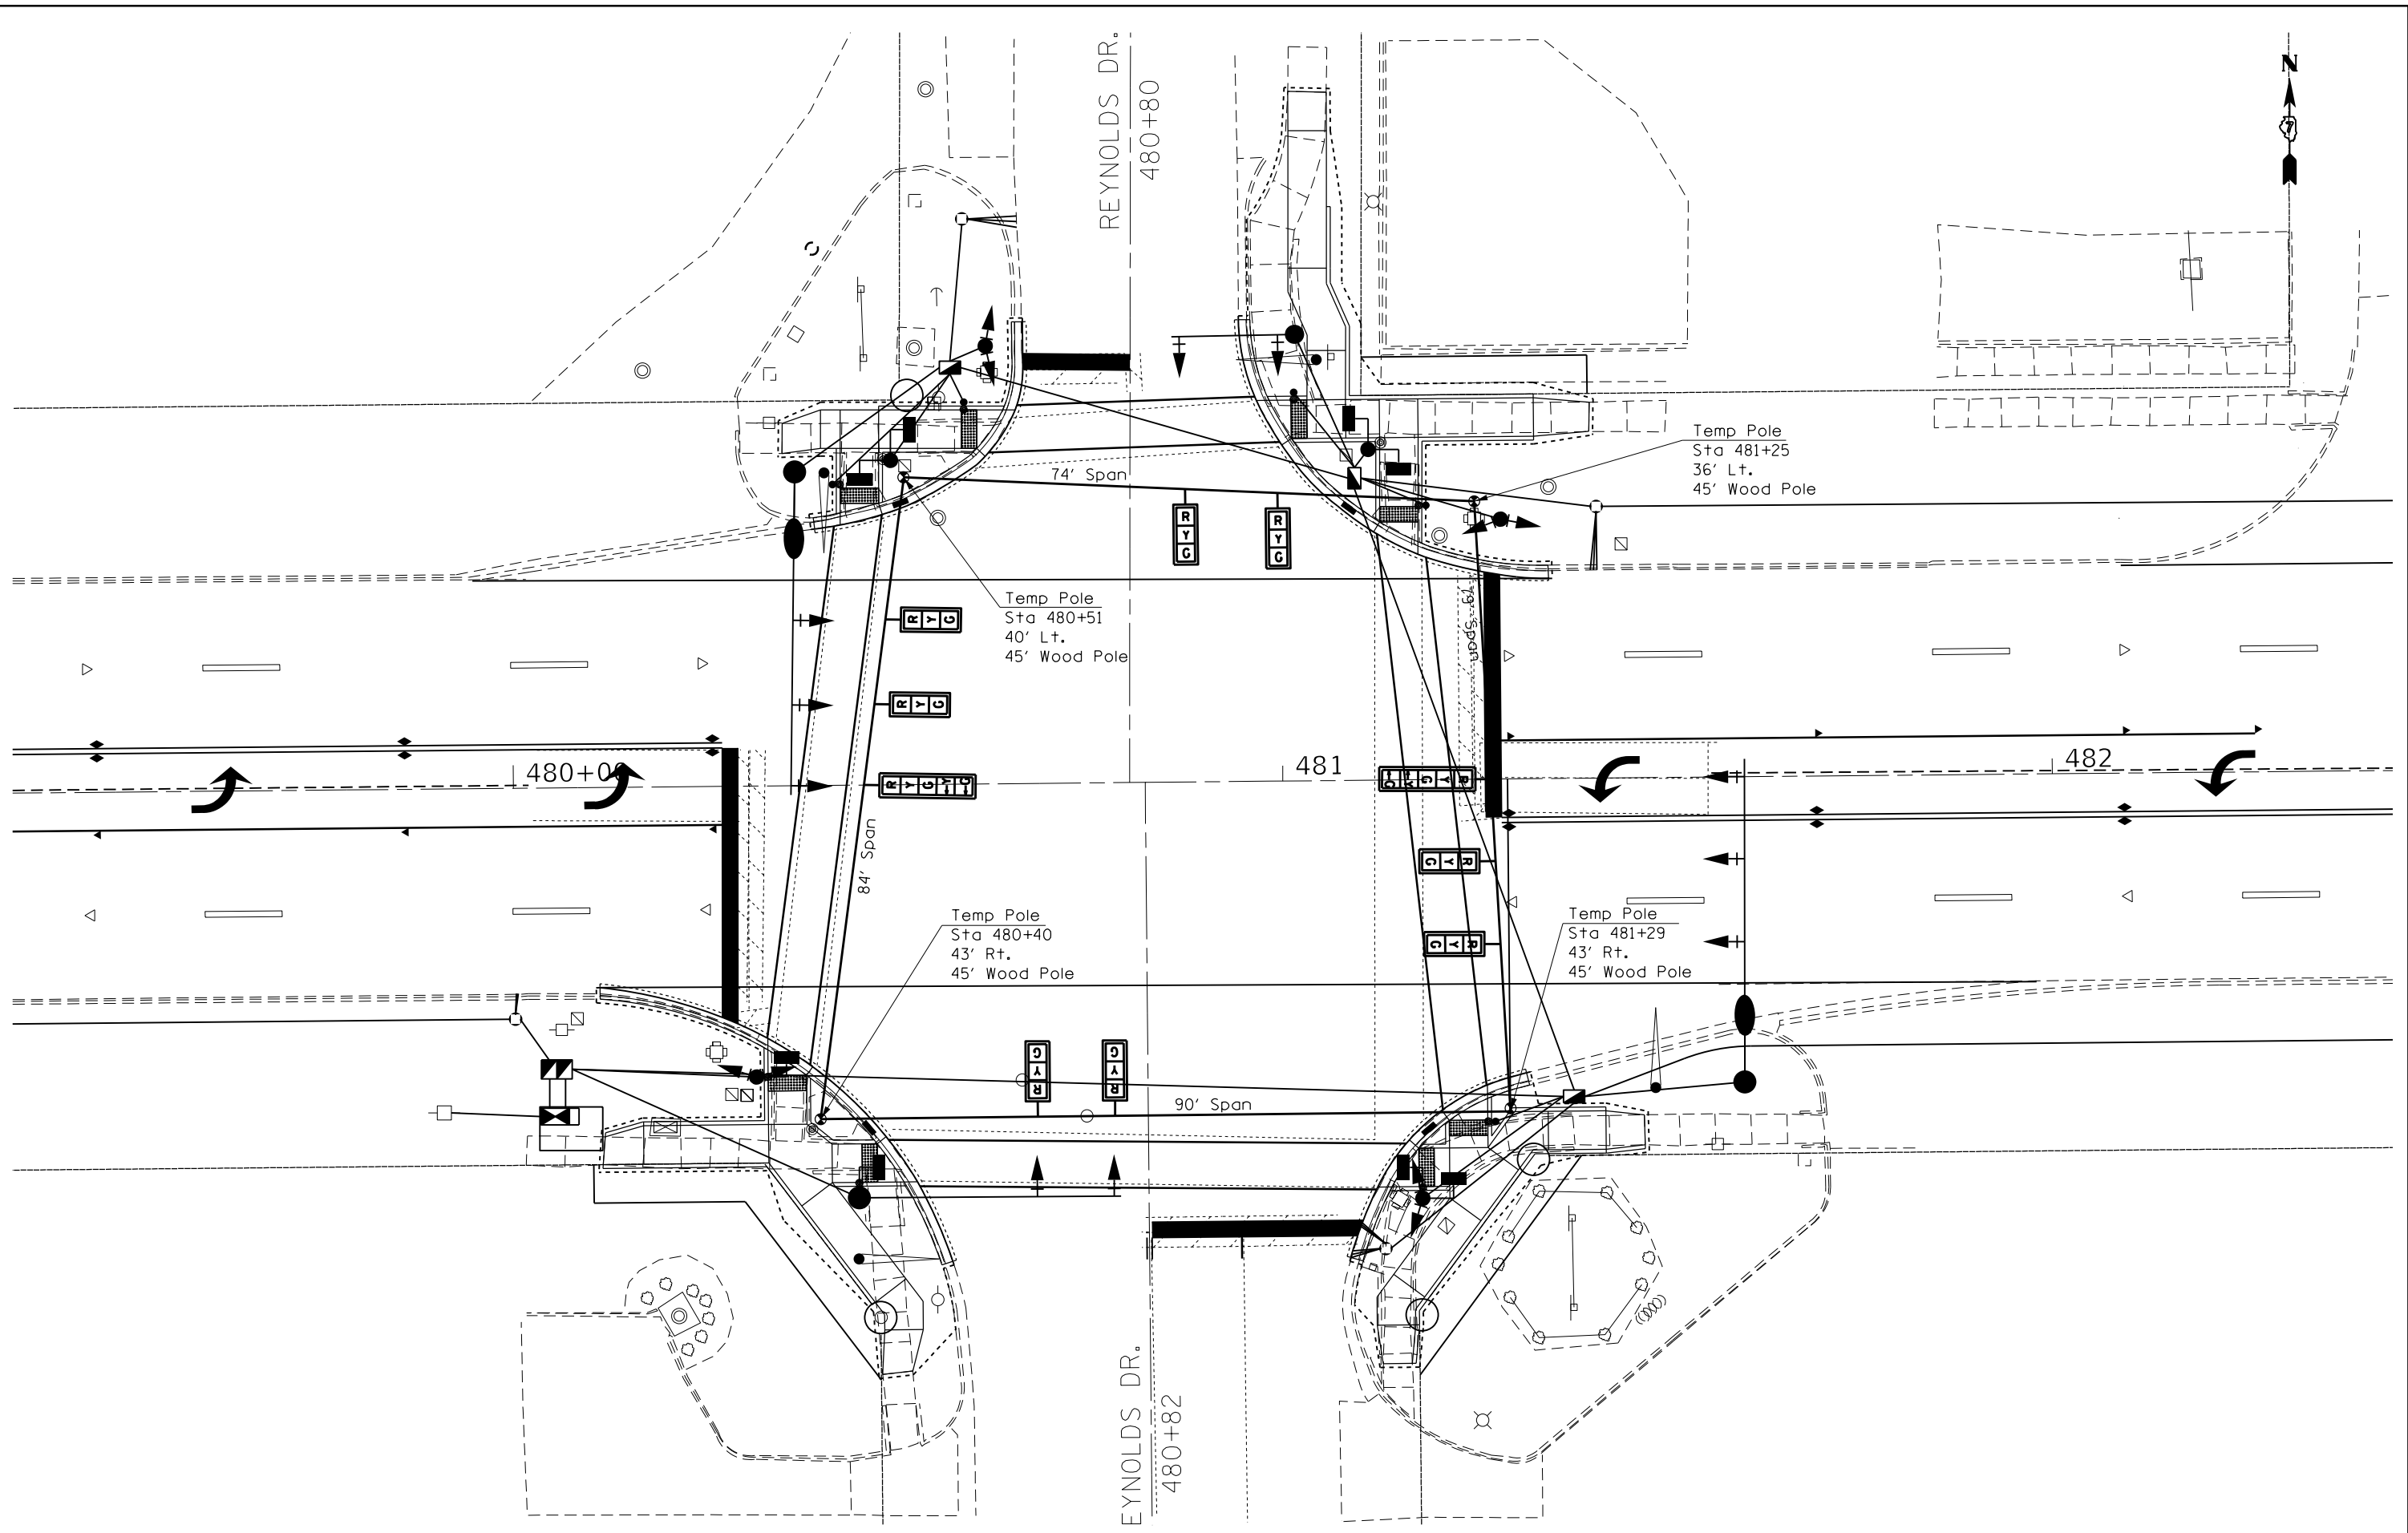 REYNOLDS DR.
480+80
N
Temp Pole
Sta 481+25
36' Lt.
45' Wood Pole
74' Span
R
Y
G
R
Y
G
Temp Pole
Sta 480+51
40' Lt.
45' Wood Pole
79' Span
R Y G
R Y G
480+00
R Y G Y G
481
R Y G Y G
482
84' Span
R Y G
R Y G
Temp Pole
Sta 480+40
43' Rt.
45' Wood Pole
Temp Pole
Sta 481+29
43' Rt.
45' Wood Pole
G
Y
R
G
Y
R
90' Span
EYNOLDS DR.
480+82